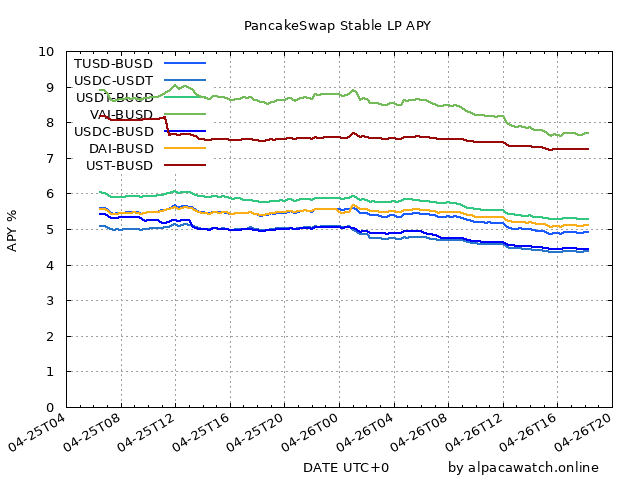 PancakeSwap Stable LP APY
10
9
8
7
6
5
4
3
2
1
0
APY %
TUSD-BUSD
USDC-USDT
USDT-BUSD
VAI-BUSD
USDC-BUSD
DAI-BUSD
UST-BUSD
04-25T04
04-25T08
04-25T12
04-25T16
04-25T20
04-26T00
04-26T04
04-26T08
04-26T12
04-26T16
04-26T20
DATE UTC+0
by alpacawatch.online